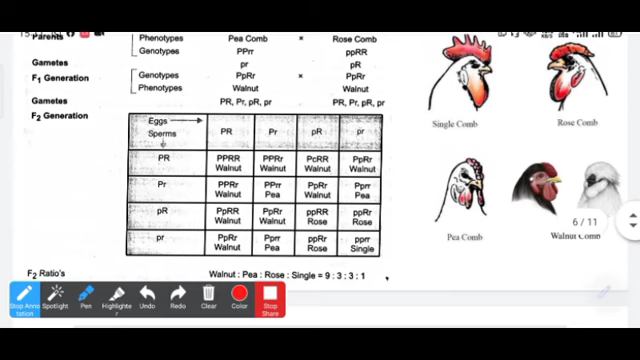 Parents Phenotypes Pea Comb × Rose Comb
Genotypes PPrr ppRR
Gametes pr pR
F1 Generation Genotypes PpRr × PpRr
Phenotypes Walnut Walnut
Gametes PR, Pr, pR, pr PR, Pr, pR, pr
F2 Generation
Eggs
Sperms
PR Pr pR pr
PR PPRR PPRr PcRR PpRr
Walnut Walnut Walnut Walnut
Pr PPRr PPrr PpRr Pprr
Walnut Pea Walnut Pea
pR PpRR PpRr ppRR ppRr
Walnut Walnut Rose Rose
pr PpRr Pprr ppRr pprr
Walnut Pea Rose Single
F2 Ratio's Walnut : Pea : Rose : Single = 9 : 3 : 3 : 1
Single Comb Rose Comb
Pea Comb Walnut Comb
6 / 11
Stop Anno
tation
Spotlight
Pen
Highlighte
r
Undo
Redo
Clear
Color
Stop
Share